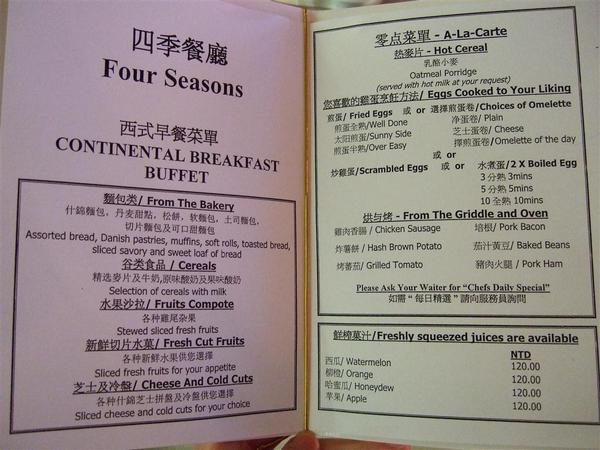 四季餐廳
Four Seasons
西式早餐菜單
CONTINENTAL BREAKFAST
BUFFET
麵包类/ From The Bakery
什錦麵包，丹麦甜點，松餅，软麵包，土司麵包，
切片麵包及可口甜麵包
Assorted bread, Danish pastries, muffins, soft rolls, toasted bread,
sliced savory and sweet loaf of bread
谷类食品 / Cereals
精选麥片及牛奶,原味酸奶及果味酸奶
Selection of cereals with milk
水果沙拉/ Fruits Compote
各种雞尾杂果
Stewed sliced fresh fruits
新鮮切片水菓/ Fresh Cut Fruits
各种新鮮水果供您選擇
Sliced fresh fruits for your appetite
芝士及冷盤/ Cheese And Cold Cuts
各种什錦芝士拼盤及冷盤供您選擇
Sliced cheese and cold cuts for your choice
零点菜單 - A-La-Carte
热麥片 - Hot Cereal
乳酪小麥
Oatmeal Porridge
(served with hot milk at your request)
您喜歡的雞蛋烹飪方法/ Eggs Cooked to Your Liking
煎蛋/ Fried Eggs 或 or 選擇煎蛋卷/Choices of Omelette
煎蛋全熟/Well Done 净蛋卷/ Plain
太阳煎蛋/Sunny Side 芝士蛋卷/ Cheese
煎蛋半熟/Over Easy 擇煎蛋卷/Omelette of the day
或 or
炒雞蛋/Scrambled Eggs 或 or 水煮蛋/2 X Boiled Egg
3 分熟 3mins
5 分熟 5mins
10 全熟 10mins
烘与烤 - From The Griddle and Oven
雞肉香腸 / Chicken Sausage 培根/ Pork Bacon
炸薯餅 / Hash Brown Potato 茄汁黃豆/ Baked Beans
烤蕃茄/ Grilled Tomato 豬肉火腿 / Pork Ham
Please Ask Your Waiter for “Chefs Daily Special”
如需 “ 每日精選 ” 請向服務員詢問
鮮榨菓汁/Freshly squeezed juices are available
NTD
西瓜/ Watermelon 120.00
柳橙/ Orange 120.00
哈蜜瓜/ Honeydew 120.00
苹果/ Apple 120.00